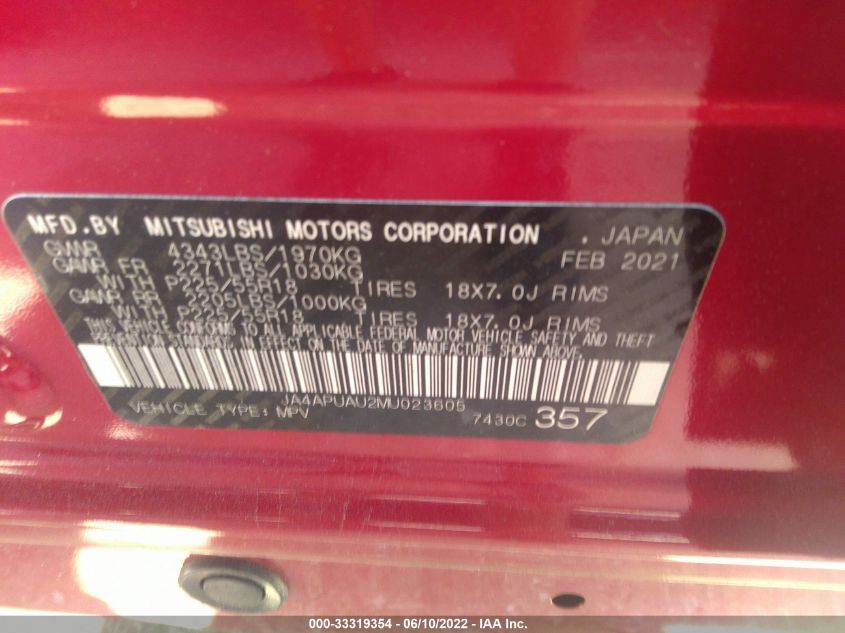 MFD.BY MITSUBISHI MOTORS CORPORATION . JAPAN
GVWR 4343LBS/1970KG FEB 2021
GAWR FR 2271LBS/1030KG
WITH P225/55R18 TIRES 18X7.0J RIMS
GAWR RR 2205LBS/1000KG
WITH P225/55R18 TIRES 18X7.0J RIMS
THIS VEHICLE CONFORMS TO ALL APPLICABLE FEDERAL MOTOR VEHICLE SAFETY AND THEFT
PREVENTION STANDARDS IN EFFECT ON THE DATE OF MANUFACTURE SHOWN ABOVE.
JA4APUAU2MU023605
VEHICLE TYPE: MPV 7430C 357
000-33319354 - 06/10/2022 - IAA Inc.